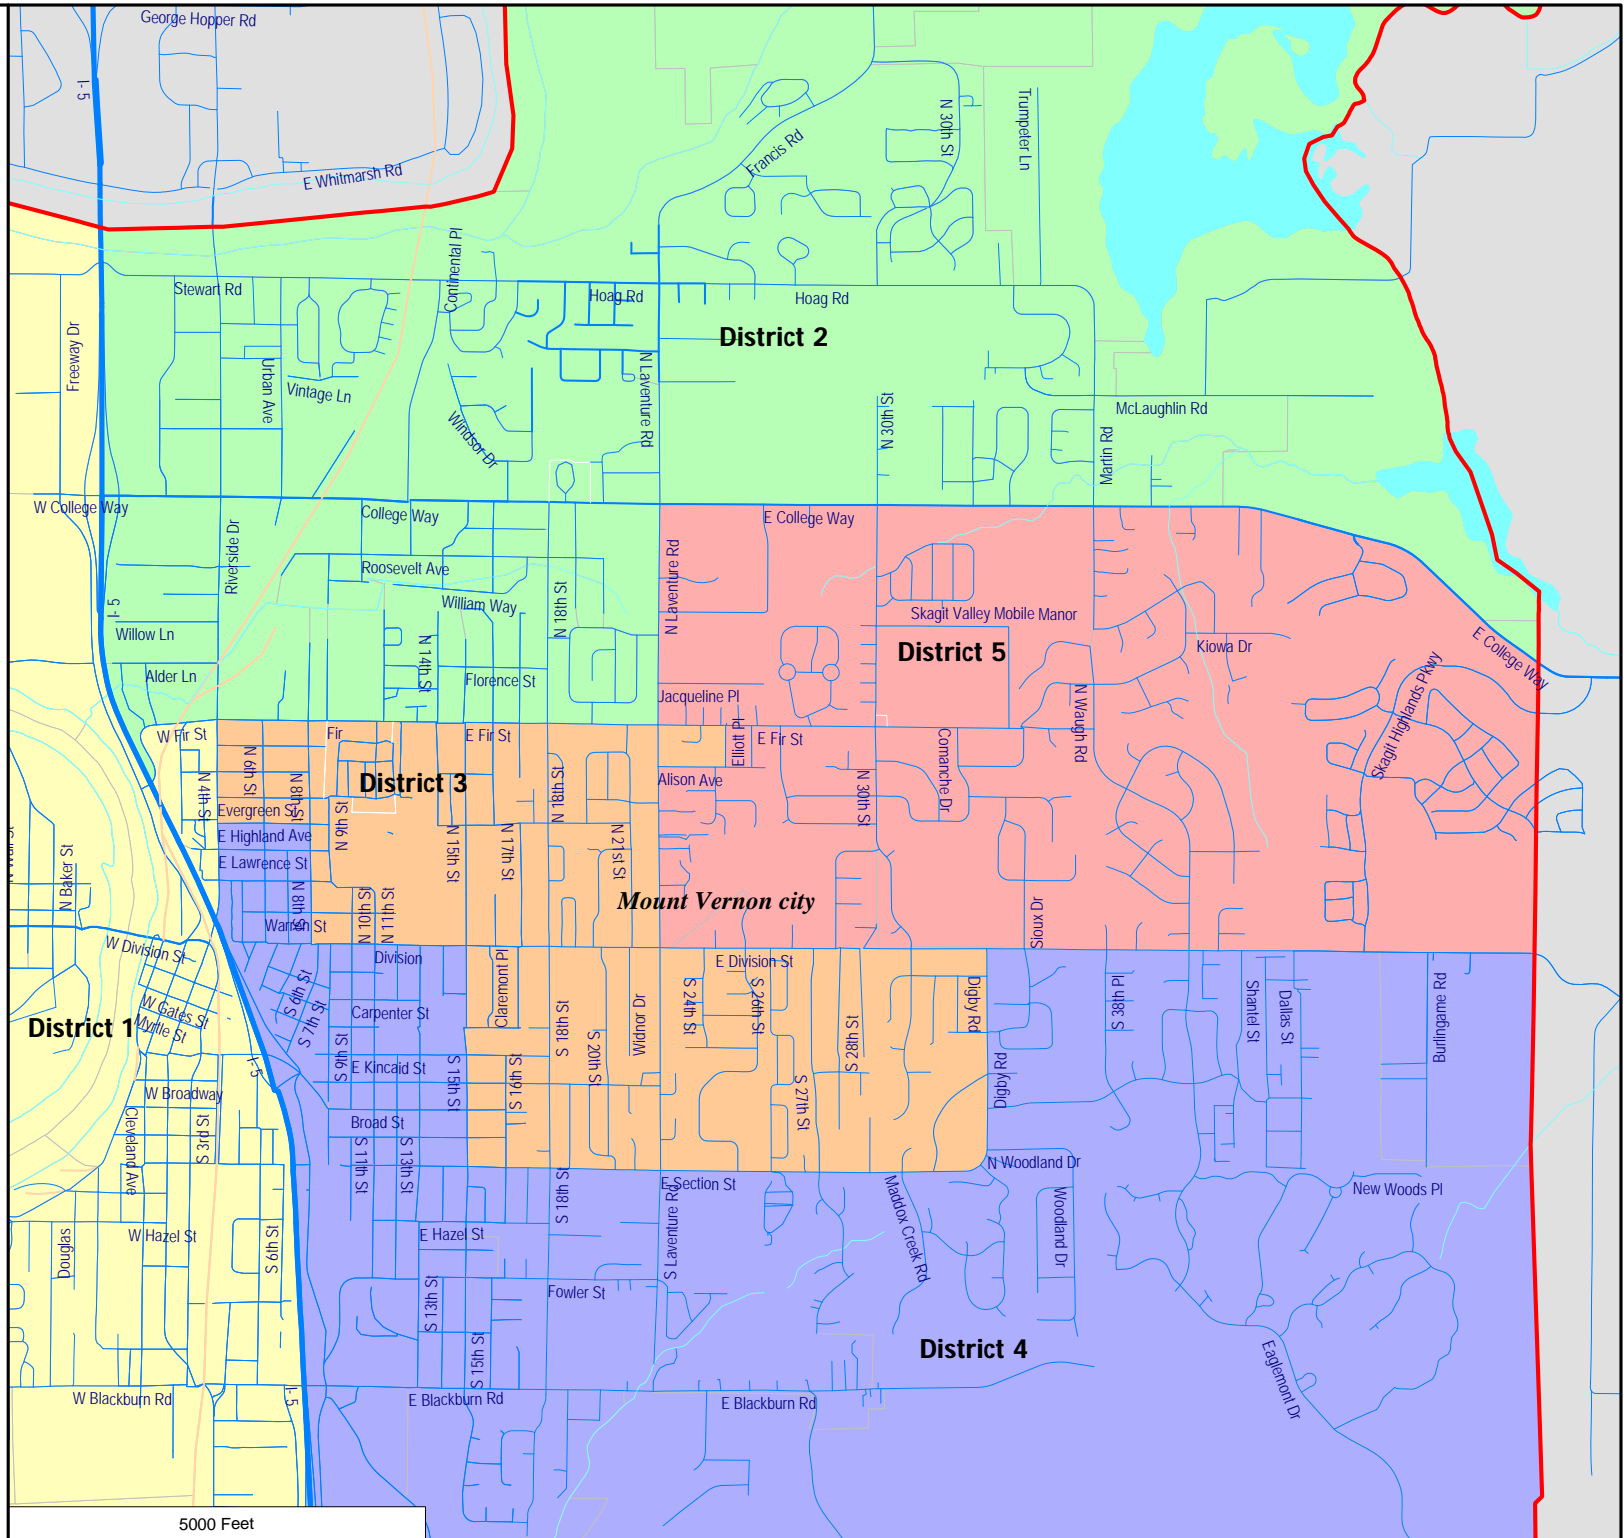 George Hopper Rd
I- 5
E Whitmarsh Rd
Francis Rd
N 30th St
Trumpeter Ln
Continental Pl
Stewart Rd
Hoag Rd
Hoag Rd
District 2
Freeway Dr
Urban Ave
Vintage Ln
Windsor Dr
N Laventure Rd
N 30th St
McLaughlin Rd
Martin Rd
W College Way
College Way
E College Way
Riverside Dr
Roosevelt Ave
William Way
N 18th St
N Laventure Rd
Skagit Valley Mobile Manor
I- 5
Willow Ln
Alder Ln
N 14th St
Florence St
District 5
Kiowa Dr
E College Way
Skagit Highlands Pkwy
Jacqueline Pl
N Waugh Rd
W Fir St
Fir
E Fir St
Elliott Pl
E Fir St
Comanche Dr
N 4th St
N 6th St
N 8th St
District 3
N 18th St
Alison Ave
N 30th St
Evergreen St
N 9th St
E Highland Ave
E Lawrence St
N 15th St
N 17th St
N 21st St
N Baker St
N 8th St
N 10th St
N 11th St
Mount Vernon city
Warren St
Sioux Dr
W Division St
Division
Claremont Pl
E Division St
S 6th St
S 7th St
Carpenter St
S 18th St
Widnor Dr
S 24th St
S 26th St
Digby Rd
S 38th Pl
Shantel St
Dallas St
Burlingame Rd
W Gates St
Myrtle St
District 1
S 9th St
E Kincaid St
S 15th St
S 16th St
S 20th St
S 27th St
S 28th St
Digby Rd
I- 5
W Broadway
Cleveland Ave
S 3rd St
Broad St
S 11th St
S 13th St
S 18th St
E Section St
N Woodland Dr
New Woods Pl
S Laventure Rd
Maddox Creek Rd
Woodland Dr
Douglas
W Hazel St
S 6th St
E Hazel St
S 13th St
Fowler St
S 15th St
District 4
Eaglemont Dr
W Blackburn Rd
I- 5
E Blackburn Rd
E Blackburn Rd
5000 Feet